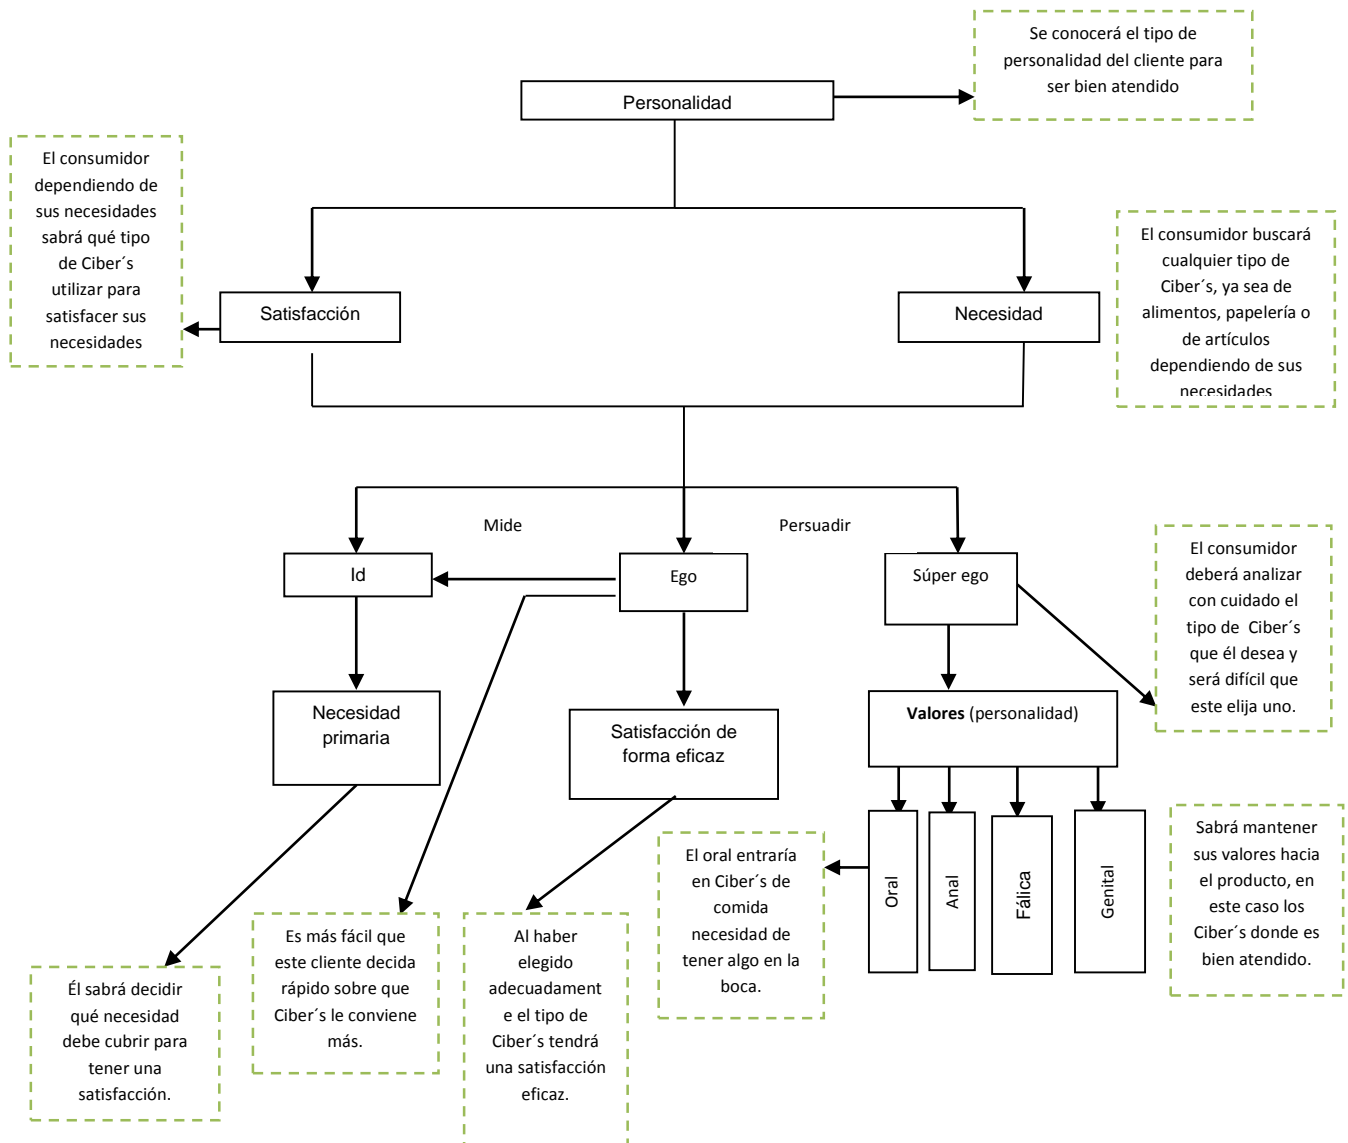 Se conocerá el tipo de
personalidad del cliente para
ser bien atendido
Personalidad
El consumidor
dependiendo de
sus necesidades
sabrá qué tipo
de Ciber´s
utilizar para
satisfacer sus
necesidades
Satisfacción
Necesidad
El consumidor buscará
cualquier tipo de
Ciber´s, ya sea de
alimentos, papelería o
de artículos
dependiendo de sus
necesidades
Mide
Persuadir
Id
Ego
Súper ego
El consumidor
deberá analizar
con cuidado el
tipo de Ciber´s
que él desea y
será difícil que
este elija uno.
Necesidad
primaria
Satisfacción de
forma eficaz
Valores (personalidad)
Oral
Anal
Fálica
Genital
Sabrá mantener
sus valores hacia
el producto, en
este caso los
Ciber´s donde es
bien atendido.
El oral entraría
en Ciber´s de
comida
necesidad de
tener algo en la
boca.
Él sabrá decidir
qué necesidad
debe cubrir para
tener una
satisfacción.
Es más fácil que
este cliente decida
rápido sobre que
Ciber´s le conviene
más.
Al haber
elegido
adecuadament
e el tipo de
Ciber´s tendrá
una satisfacción
eficaz.